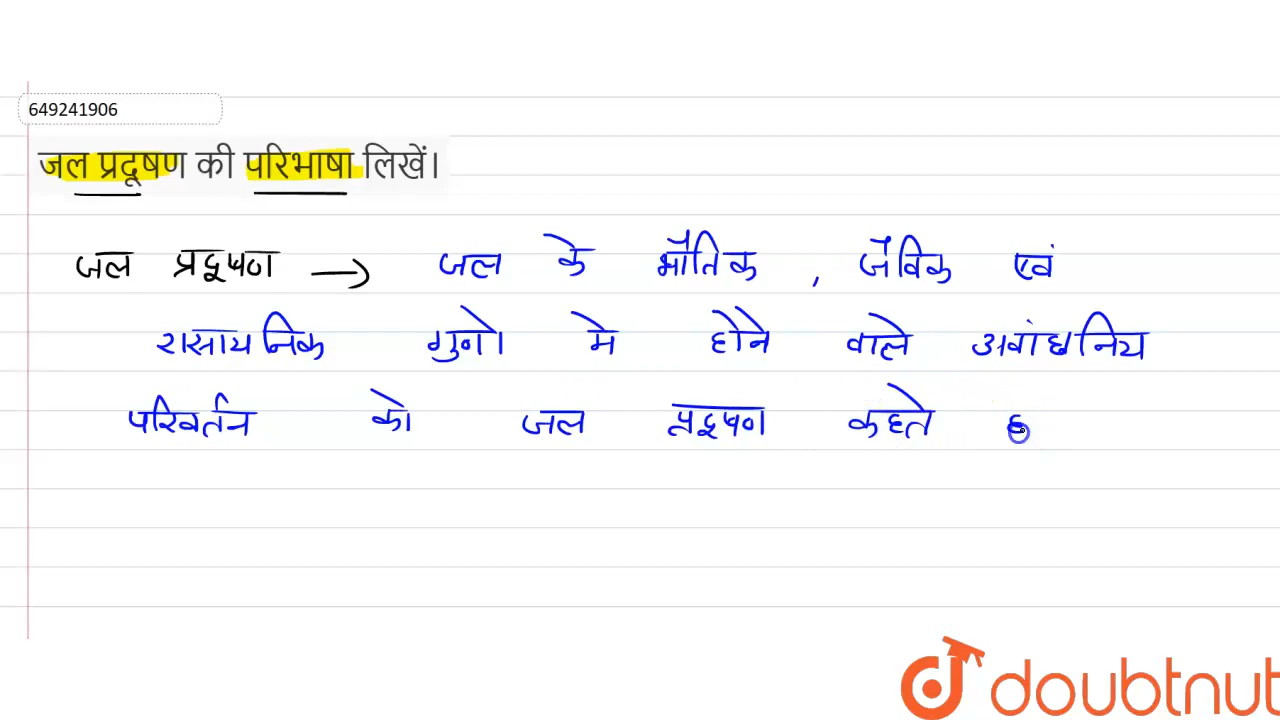 649241906
जल प्रदूषण की परिभाषा लिखें।
जल प्रदूषण → जल के भौतिक , जैविक एवं
रासायनिक गुणो में होने वाले अवांछनिय
परिवर्तन को जल प्रदूषण कहते
doubtnut